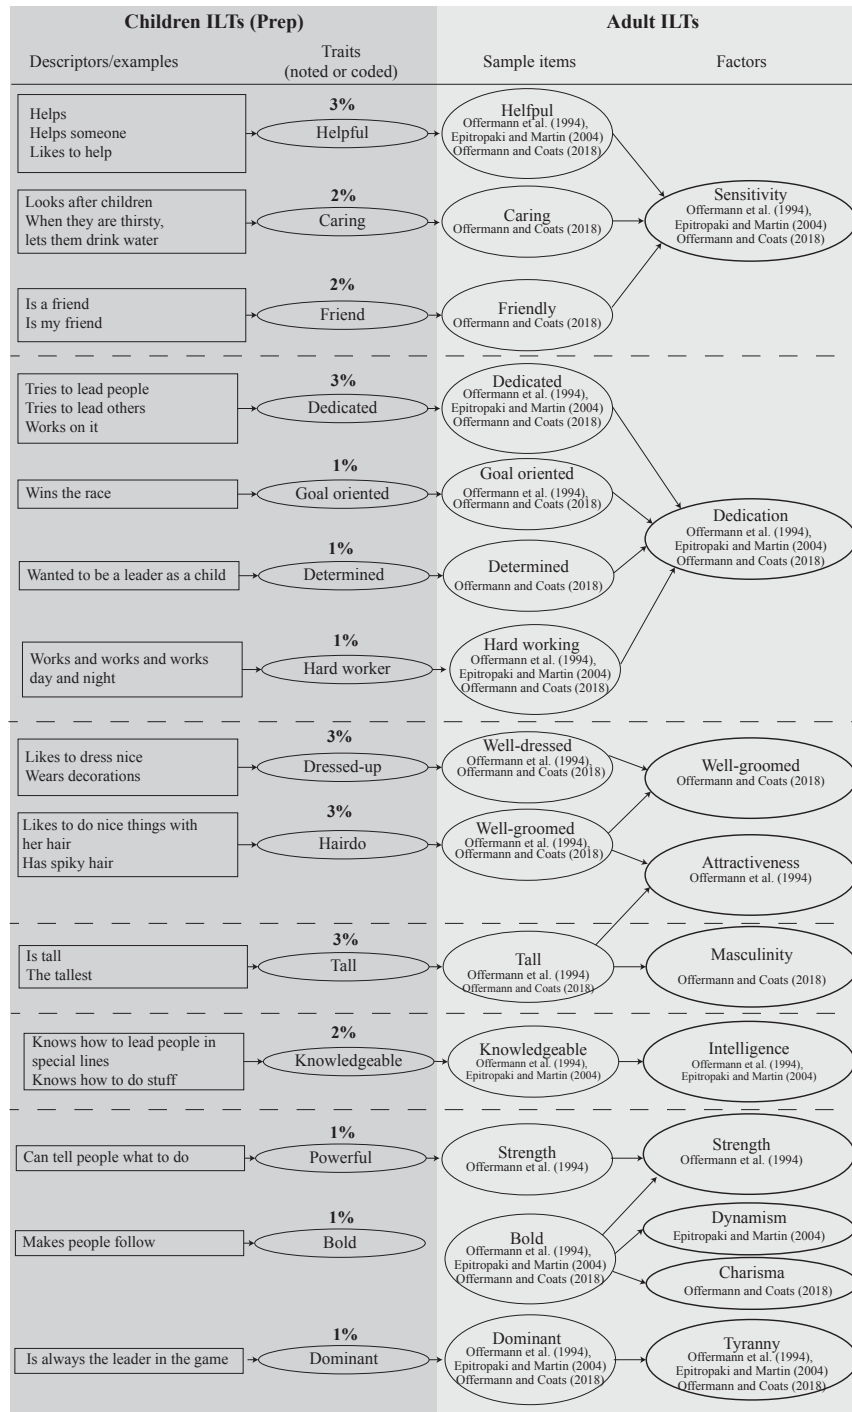 Children ILTs (Prep)
Adult ILTs
Descriptors/examples
Traits
(noted or coded)
Sample items
Factors
Helps
Helps someone
Likes to help
3%
Helpful
Helfpul
Offermann et al. (1994),
Epitropaki and Martin (2004)
Offermann and Coats (2018)
Sensitivity
Offermann et al. (1994),
Epitropaki and Martin (2004)
Offermann and Coats (2018)
Looks after children
When they are thirsty,
lets them drink water
2%
Caring
Caring
Offermann and Coats (2018)
Is a friend
Is my friend
2%
Friend
Friendly
Offermann and Coats (2018)
Tries to lead people
Tries to lead others
Works on it
3%
Dedicated
Dedicated
Offermann et al. (1994),
Epitropaki and Martin (2004)
Offermann and Coats (2018)
Wins the race
1%
Goal oriented
Goal oriented
Offermann et al. (1994),
Offermann and Coats (2018)
Dedication
Offermann et al. (1994),
Epitropaki and Martin (2004)
Offermann and Coats (2018)
Wanted to be a leader as a child
1%
Determined
Determined
Offermann and Coats (2018)
Works and works and works
day and night
1%
Hard worker
Hard working
Offermann et al. (1994),
Epitropaki and Martin (2004)
Offermann and Coats (2018)
Likes to dress nice
Wears decorations
3%
Dressed-up
Well-dressed
Offermann et al. (1994),
Offermann and Coats (2018)
Well-groomed
Offermann and Coats (2018)
Likes to do nice things with
her hair
Has spiky hair
3%
Hairdo
Well-groomed
Offermann et al. (1994),
Offermann and Coats (2018)
Attractiveness
Offermann et al. (1994)
Is tall
The tallest
3%
Tall
Tall
Offermann et al. (1994)
Offermann and Coats (2018)
Masculinity
Offermann and Coats (2018)
Knows how to lead people in
special lines
Knows how to do stuff
2%
Knowledgeable
Knowledgeable
Offermann et al. (1994),
Epitropaki and Martin (2004)
Intelligence
Offermann et al. (1994),
Epitropaki and Martin (2004)
Can tell people what to do
1%
Powerful
Strength
Offermann et al. (1994)
Strength
Offermann et al. (1994)
Makes people follow
1%
Bold
Bold
Offermann et al. (1994),
Epitropaki and Martin (2004)
Offermann and Coats (2018)
Dynamism
Epitropaki and Martin (2004)
Charisma
Offermann and Coats (2018)
Is always the leader in the game
1%
Dominant
Dominant
Offermann et al. (1994),
Epitropaki and Martin (2004)
Offermann and Coats (2018)
Tyranny
Offermann et al. (1994),
Epitropaki and Martin (2004)
Offermann and Coats (2018)